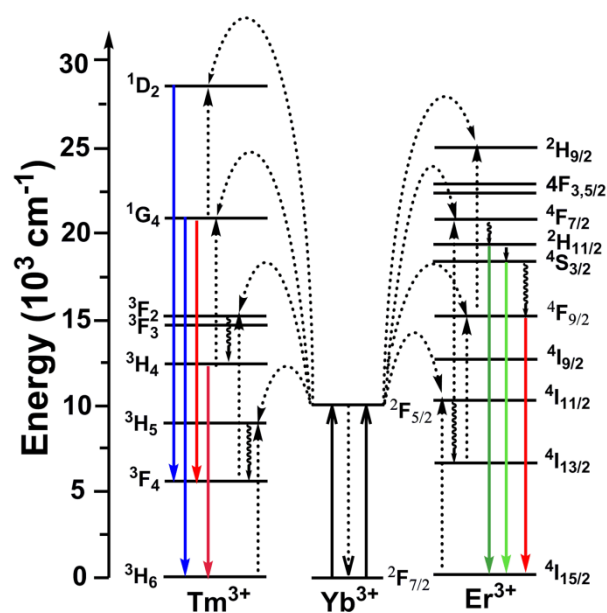 Energy (10³ cm⁻¹)
30
25
20
15
10
5
0
¹D₂
¹G₄
³F₂
³F₃
³H₄
³H₅
³F₄
³H₆
Tm³⁺
²F₅/₂
²F₇/₂
Yb³⁺
²H₉/₂
4F₃,₅/₂
⁴F₇/₂
²H₁₁/₂
⁴S₃/₂
⁴F₉/₂
⁴I₉/₂
⁴I₁₁/₂
⁴I₁₃/₂
⁴I₁₅/₂
Er³⁺